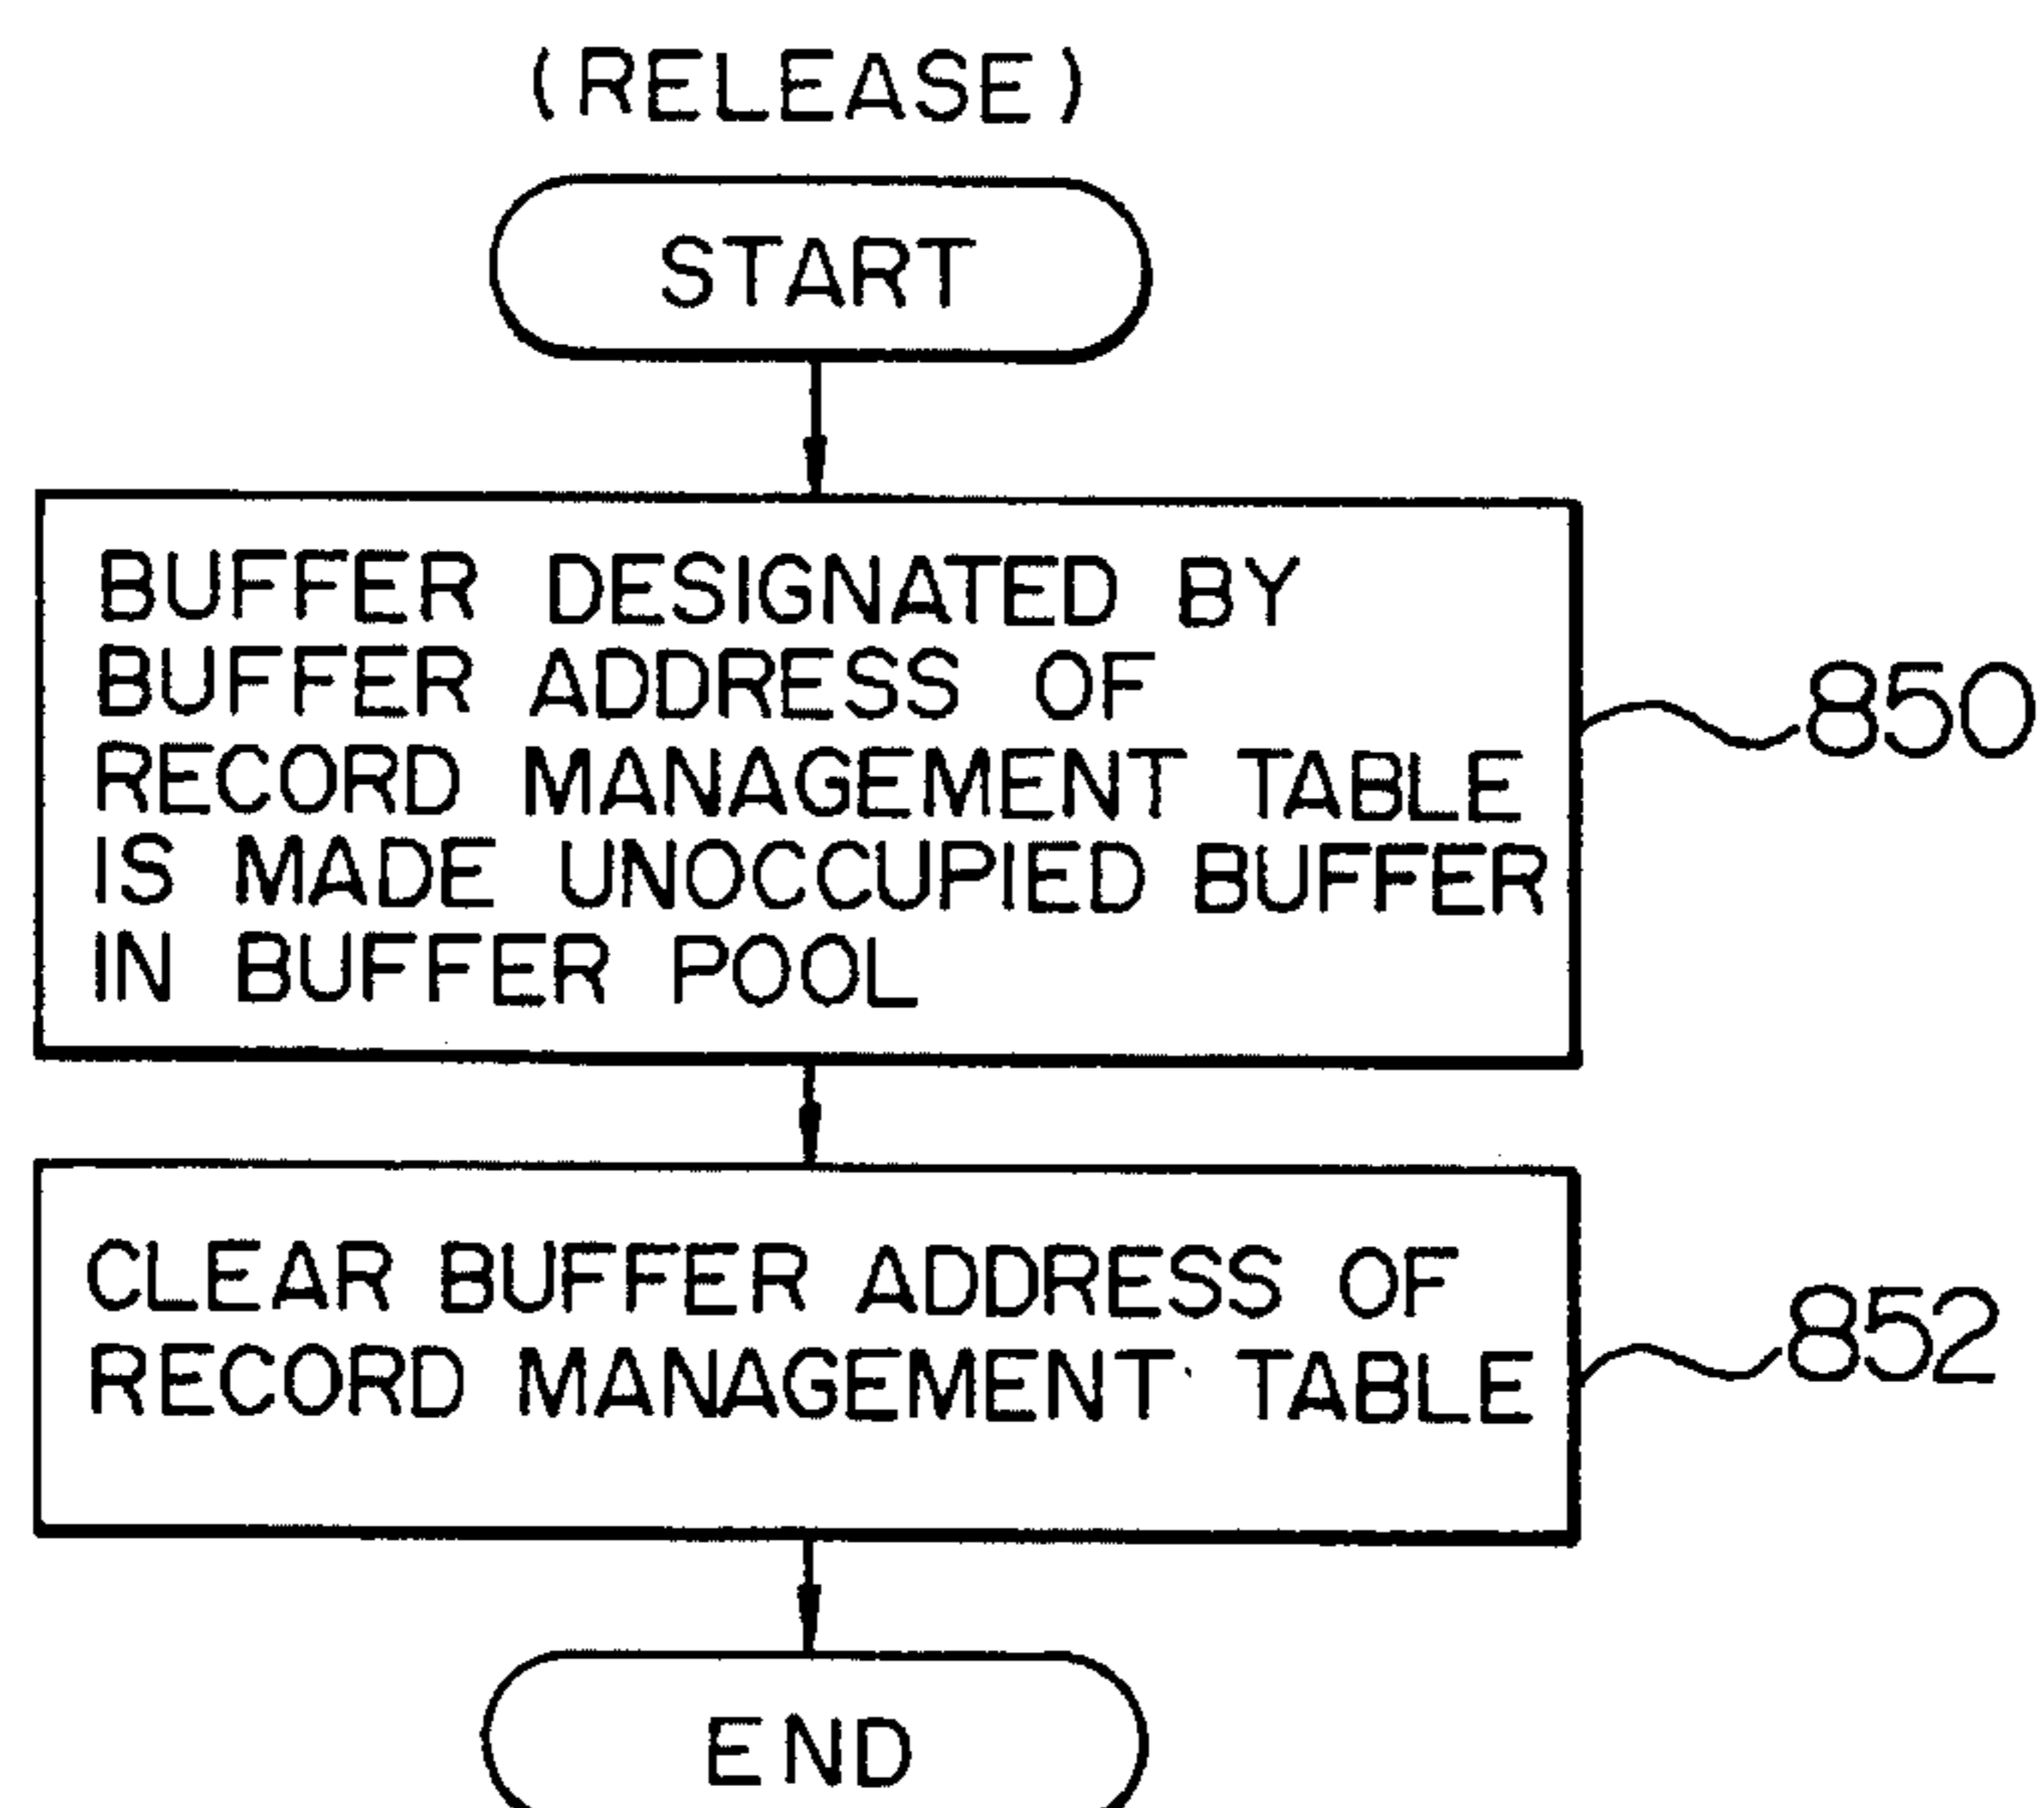 (RELEASE)
START
BUFFER DESIGNATED BY
BUFFER ADDRESS OF
RECORD MANAGEMENT TABLE
IS MADE UNOCCUPIED BUFFER
IN BUFFER POOL
850
CLEAR BUFFER ADDRESS OF
RECORD MANAGEMENT TABLE
852
END